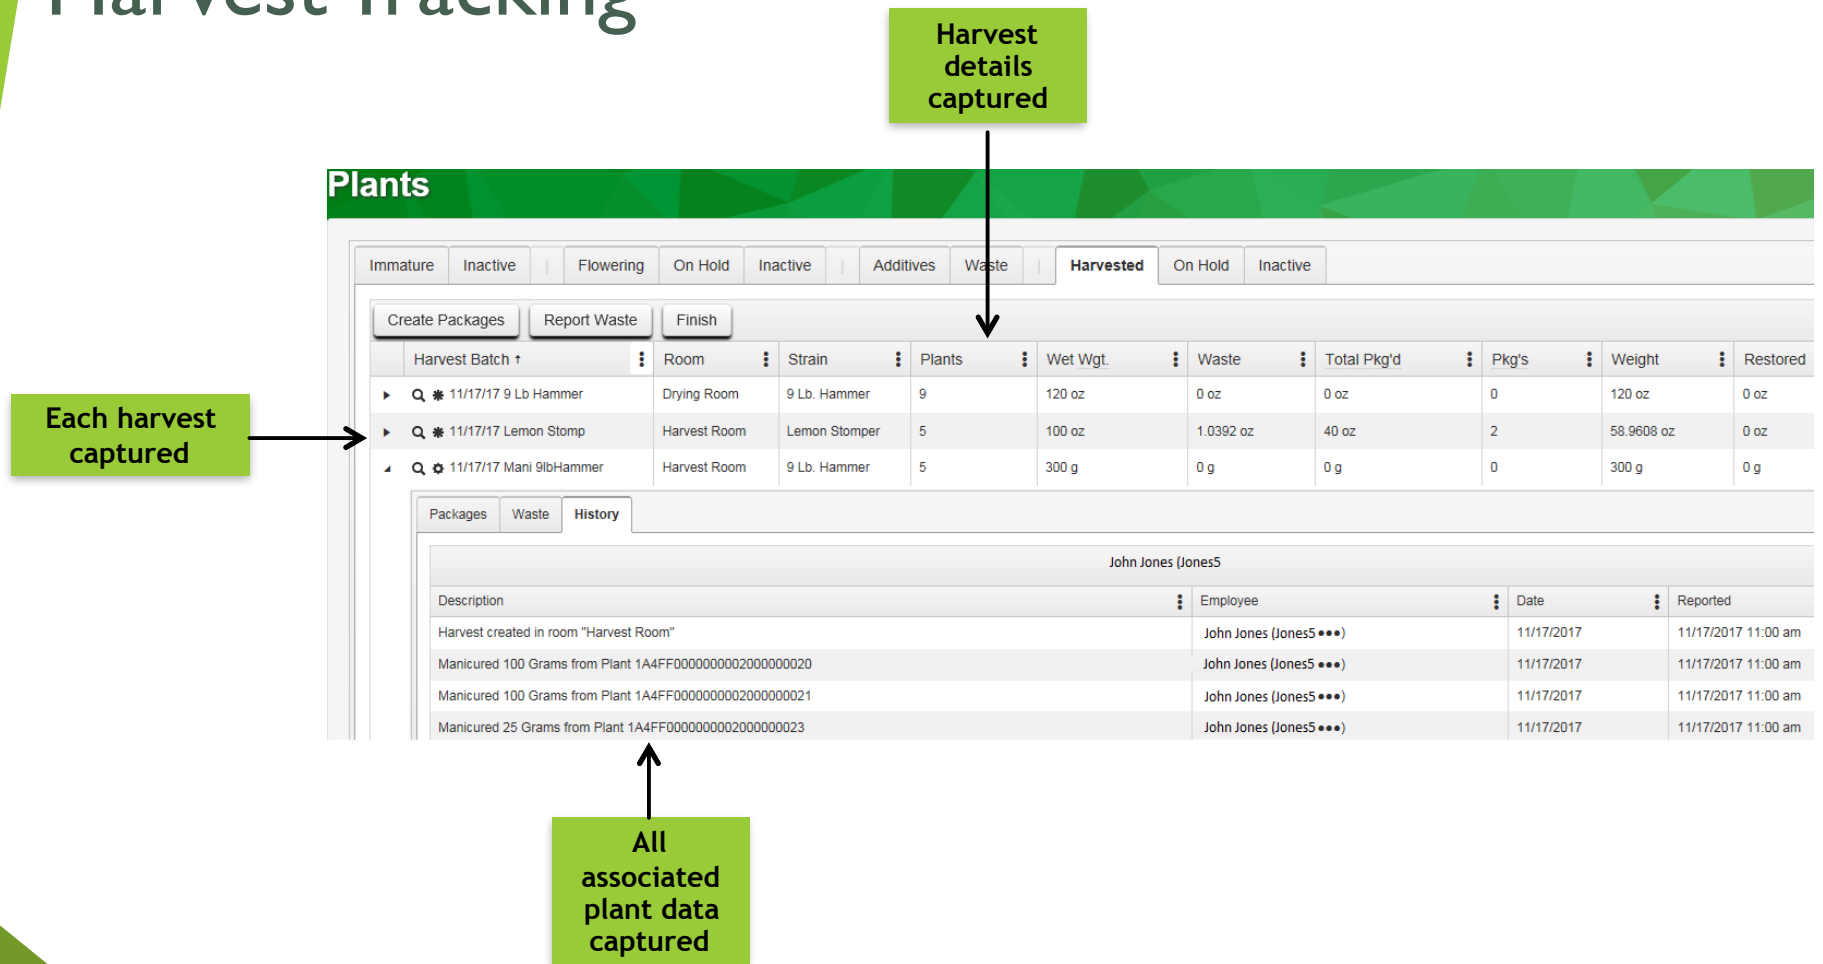 Harvest Tracking
Harvest
details
captured
Plants
Immature Inactive | Flowering On Hold Inactive | Additives Waste | Harvested On Hold Inactive
Create Packages Report Waste Finish
Harvest Batch ↑ Room Strain Plants Wet Wgt. Waste Total Pkg'd Pkg's Weight Restored
11/17/17 9 Lb Hammer Drying Room 9 Lb. Hammer 9 120 oz 0 oz 0 oz 0 120 oz 0 oz
Each harvest
captured
11/17/17 Lemon Stomp Harvest Room Lemon Stomper 5 100 oz 1.0392 oz 40 oz 2 58.9608 oz 0 oz
11/17/17 Mani 9lbHammer Harvest Room 9 Lb. Hammer 5 300 g 0 g 0 g 0 300 g 0 g
Packages Waste History
John Jones (Jones5
Description Employee Date Reported
Harvest created in room "Harvest Room" John Jones (Jones5●●●) 11/17/2017 11/17/2017 11:00 am
Manicured 100 Grams from Plant 1A4FF0000000002000000020 John Jones (Jones5 ●●●) 11/17/2017 11/17/2017 11:00 am
Manicured 100 Grams from Plant 1A4FF0000000002000000021 John Jones (Jones5●●●) 11/17/2017 11/17/2017 11:00 am
Manicured 25 Grams from Plant 1A4FF0000000002000000023 John Jones (Jones5●●●) 11/17/2017 11/17/2017 11:00 am
All
associated
plant data
captured